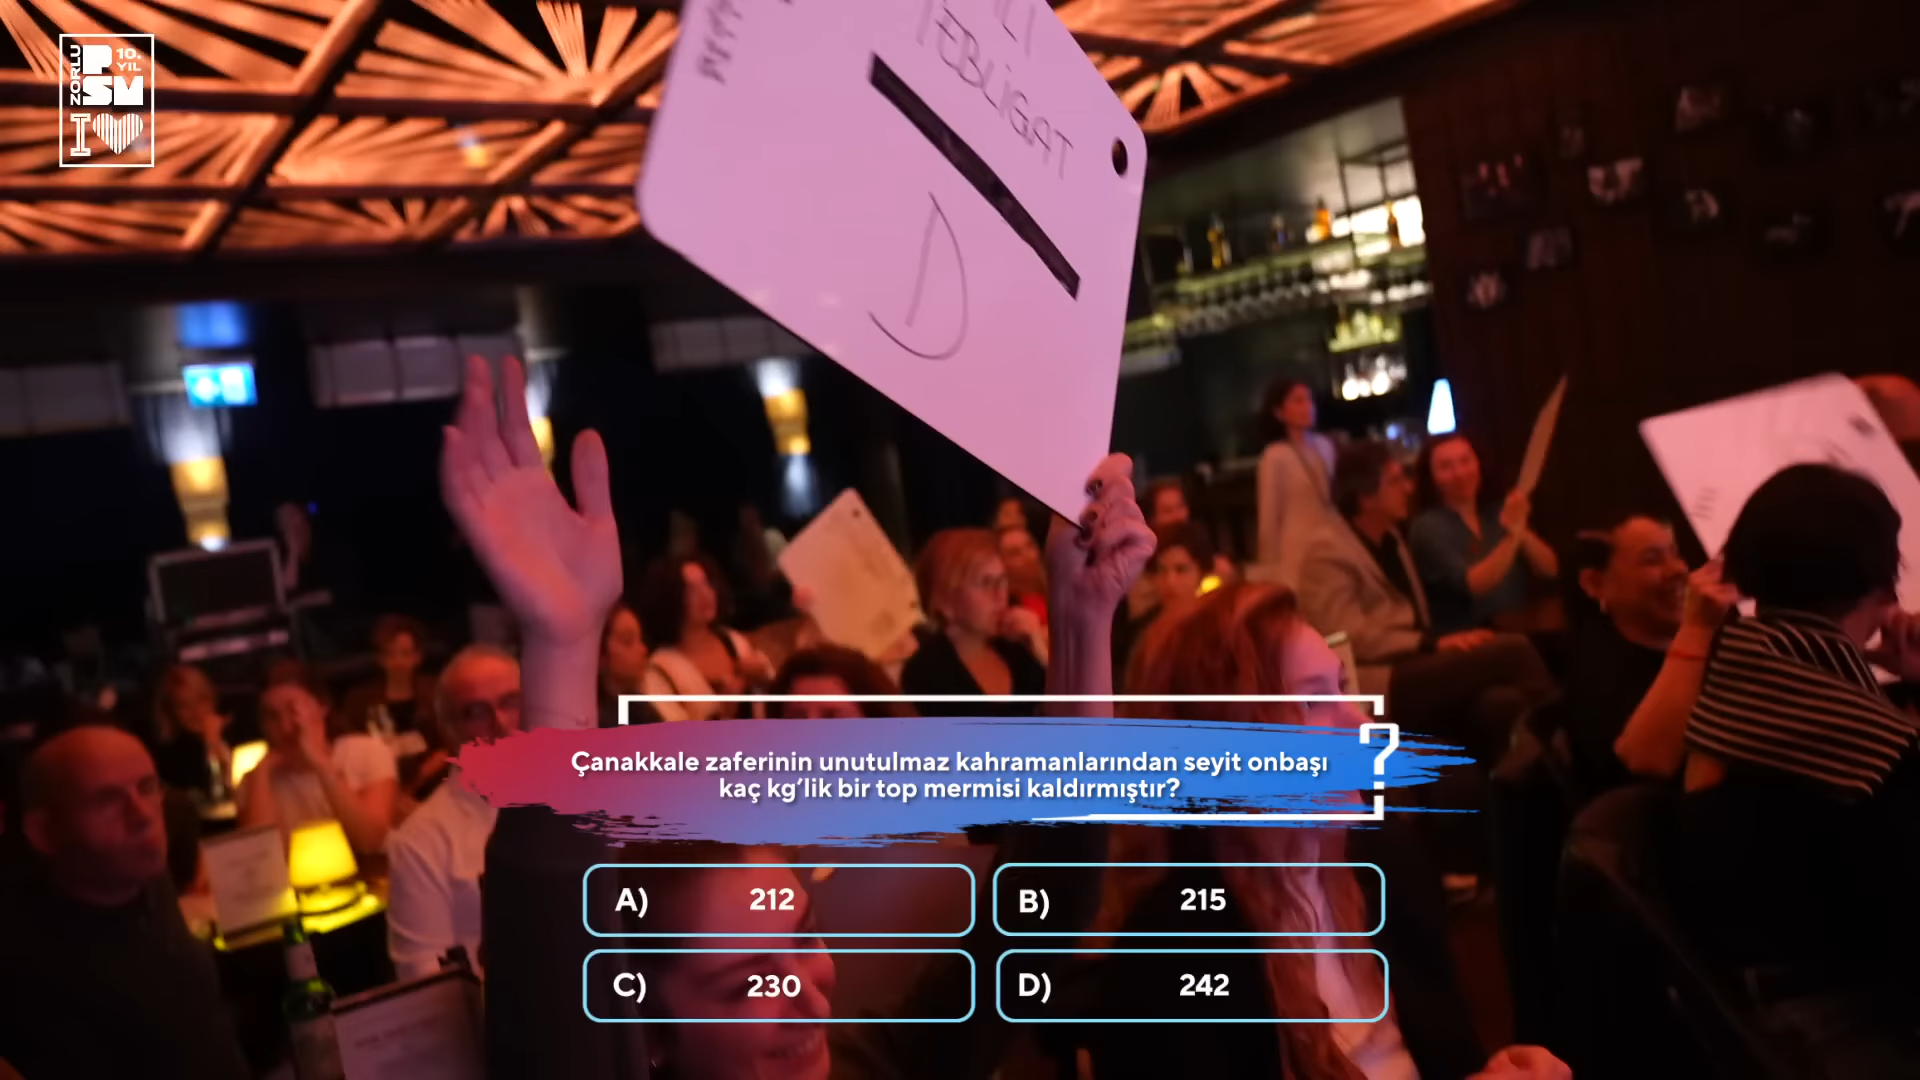 ZORLU
PSM
10.
YIL
I
TEBLİGAT
D
Çanakkale zaferinin unutulmaz kahramanlarından seyit onbaşı
kaç kg'lik bir top mermisi kaldırmıştır?
?
A) 212
B) 215
C) 230
D) 242